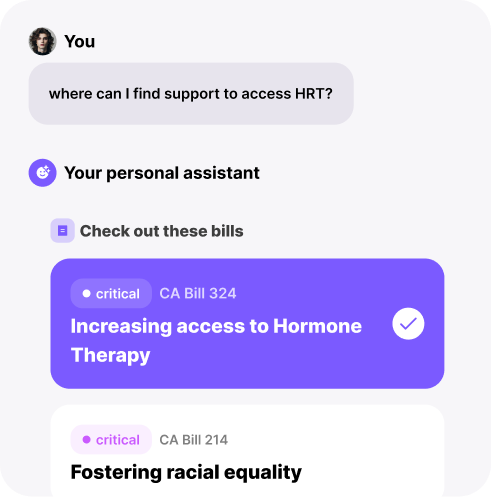 You
where can I find support to access HRT?
Your personal assistant
Check out these bills
critical CA Bill 324
Increasing access to Hormone
Therapy
critical CA Bill 214
Fostering racial equality